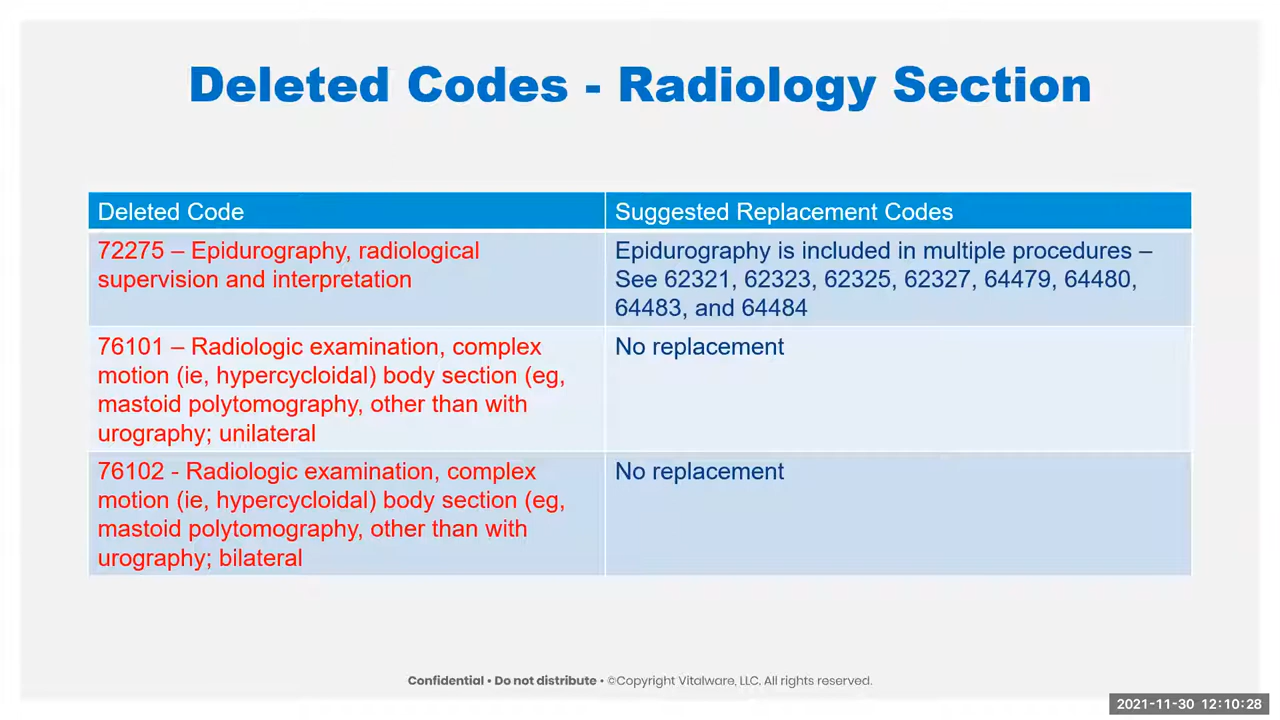 Deleted Codes - Radiology Section
Deleted Code
Suggested Replacement Codes
72275 – Epidurography, radiological
supervision and interpretation
Epidurography is included in multiple procedures –
See 62321, 62323, 62325, 62327, 64479, 64480,
64483, and 64484
76101 – Radiologic examination, complex
motion (ie, hypercycloidal) body section (eg,
mastoid polytomography, other than with
urography; unilateral
No replacement
76102 - Radiologic examination, complex
motion (ie, hypercycloidal) body section (eg,
mastoid polytomography, other than with
urography; bilateral
No replacement
Confidential • Do not distribute • ©Copyright Vitalware, LLC. All rights reserved.
2021-11-30 12:10:28